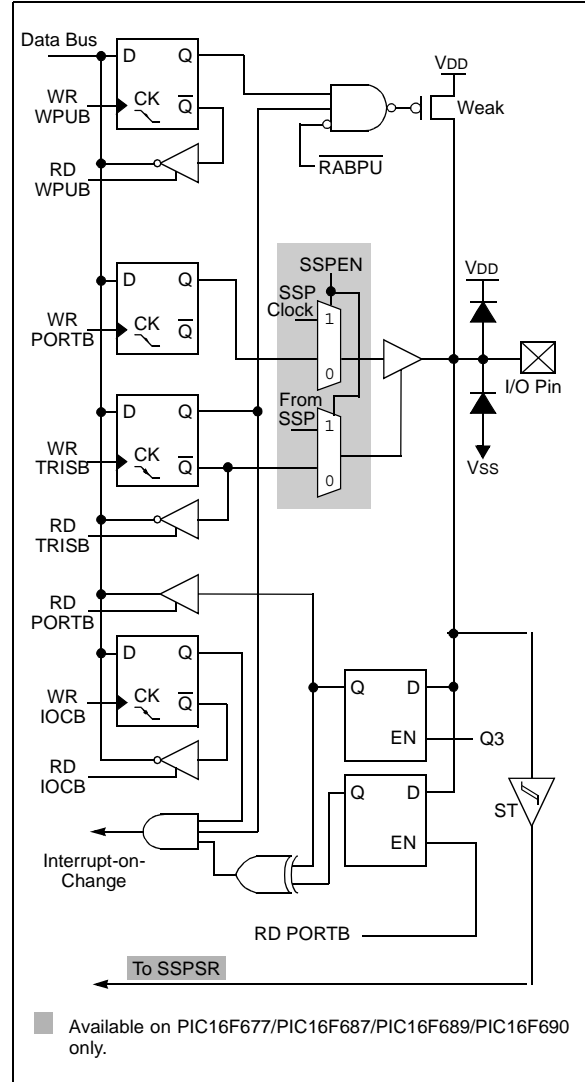 Data Bus
D
Q
VDD
WR
WPUB
CK
Q
Weak
RD
WPUB
RABPU
SSPEN
D
Q
SSP
Clock
1
VDD
WR
PORTB
CK
Q
0
I/O Pin
From
SSP
D
Q
1
WR
TRISB
CK
Q
VSS
0
RD
TRISB
RD
PORTB
D
Q
WR
IOCB
CK
Q
Q
D
EN
Q3
RD
IOCB
Q
D
ST
EN
Interrupt-on-
Change
RD PORTB
To SSPSR
Available on PIC16F677/PIC16F687/PIC16F689/PIC16F690
only.